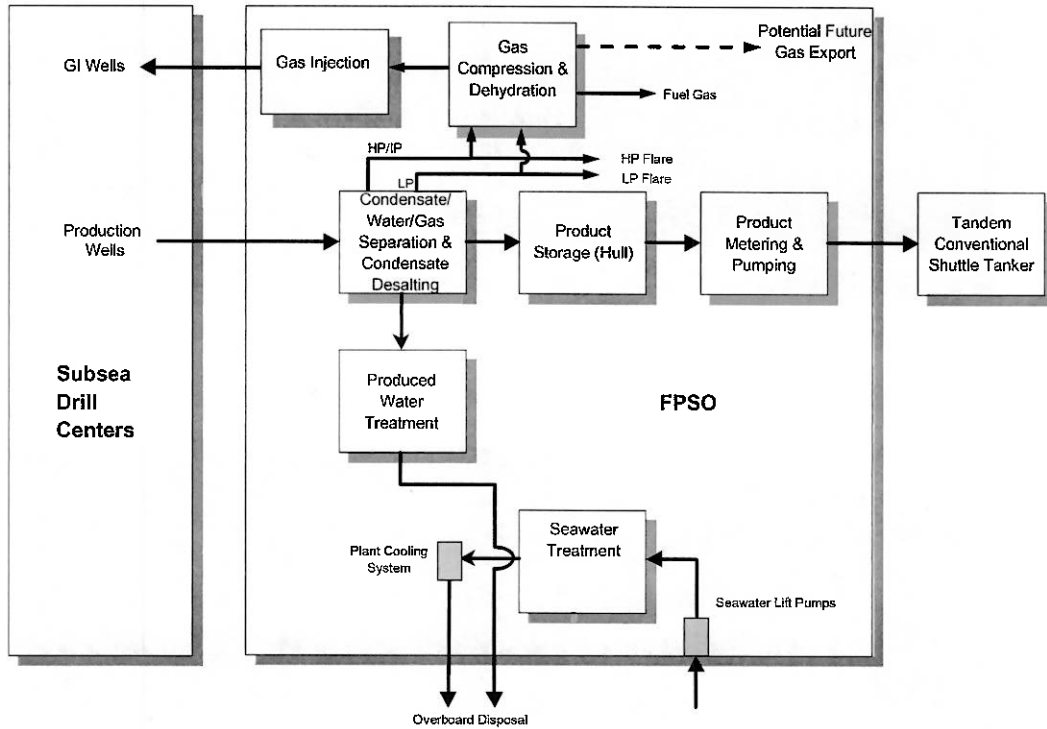 GI Wells
Gas Injection
Gas
Compression &
Dehydration
Potential Future
Gas Export
Fuel Gas
HP/IP
HP Flare
LP
LP Flare
Production
Wells
Condensate/
Water/Gas
Separation &
Condensate
Desalting
Product
Storage (Hull)
Product
Metering &
Pumping
Tandem
Conventional
Shuttle Tanker
Subsea
Drill
Centers
Produced
Water
Treatment
FPSO
Plant Cooling
System
Seawater
Treatment
Seawater Lift Pumps
Overboard Disposal